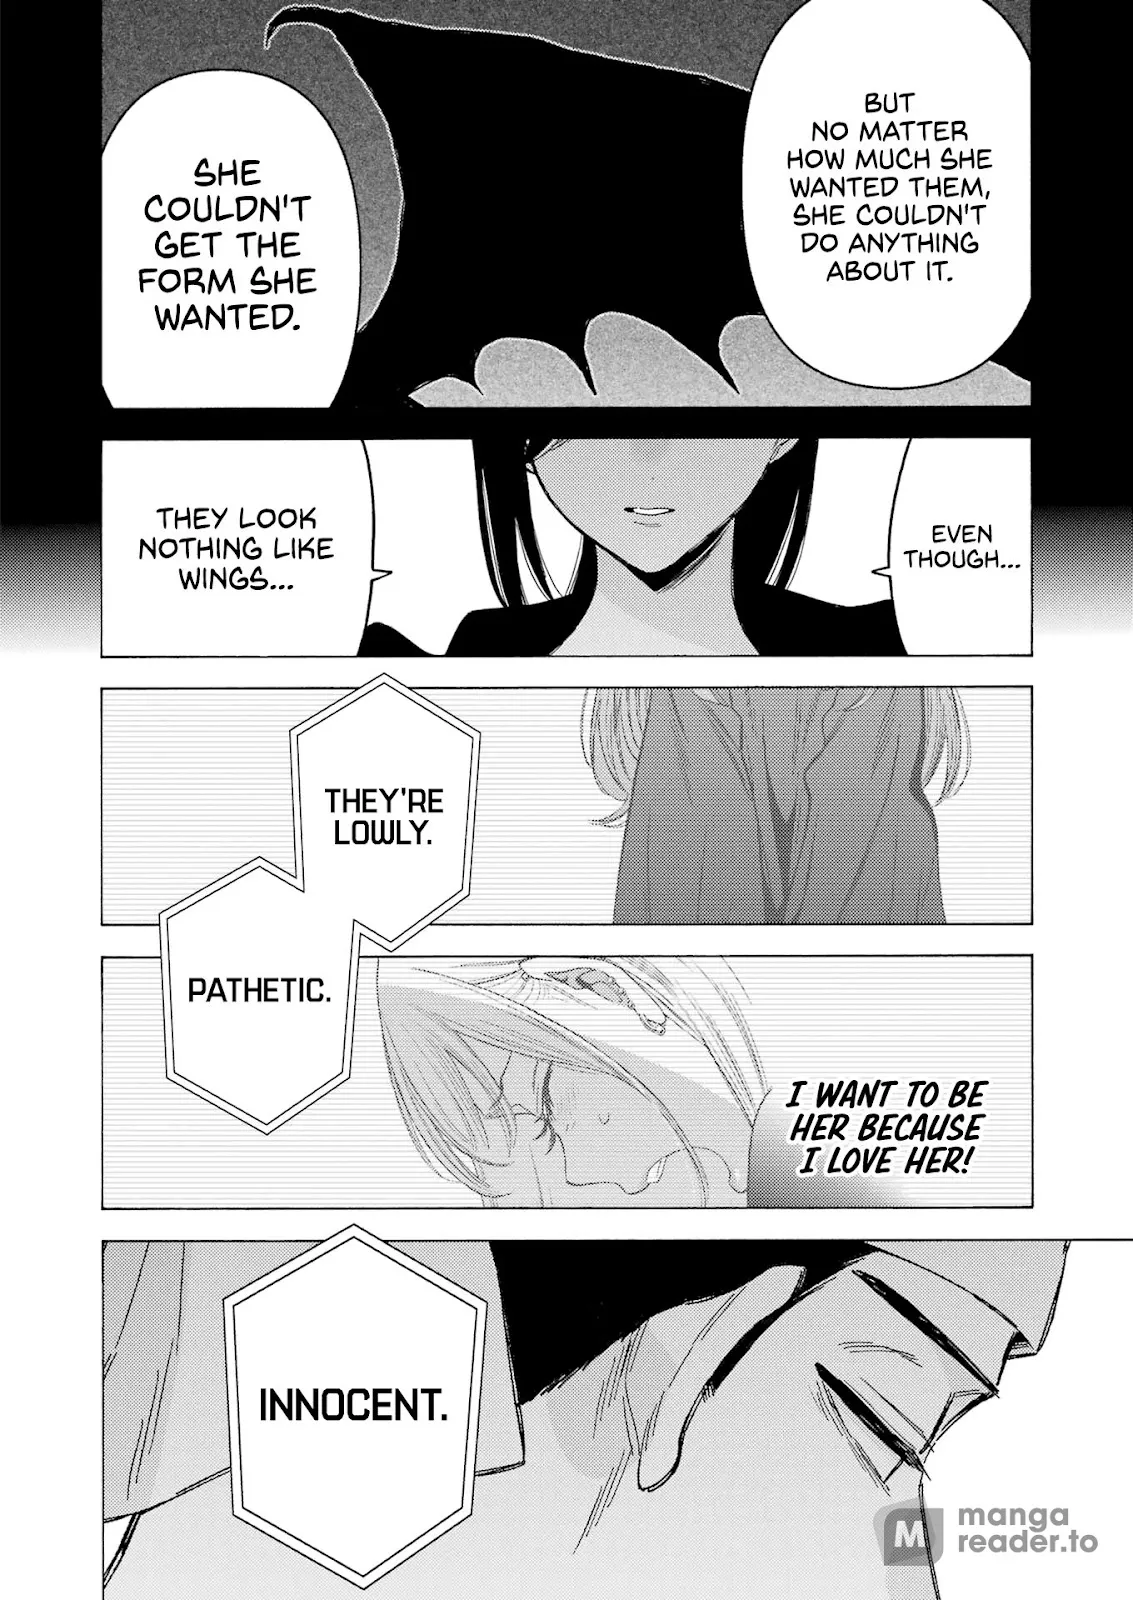 BUT
NO MATTER
HOW MUCH SHE
WANTED THEM,
SHE COULDN'T
DO ANYTHING
ABOUT IT.
SHE
COULDN'T
GET THE
FORM SHE
WANTED.
EVEN
THOUGH...
THEY LOOK
NOTHING LIKE
WINGS...
THEY'RE
LOWLY.
PATHETIC.
I WANT TO BE
HER BECAUSE
I LOVE HER!
INNOCENT.
M
manga
reader.to